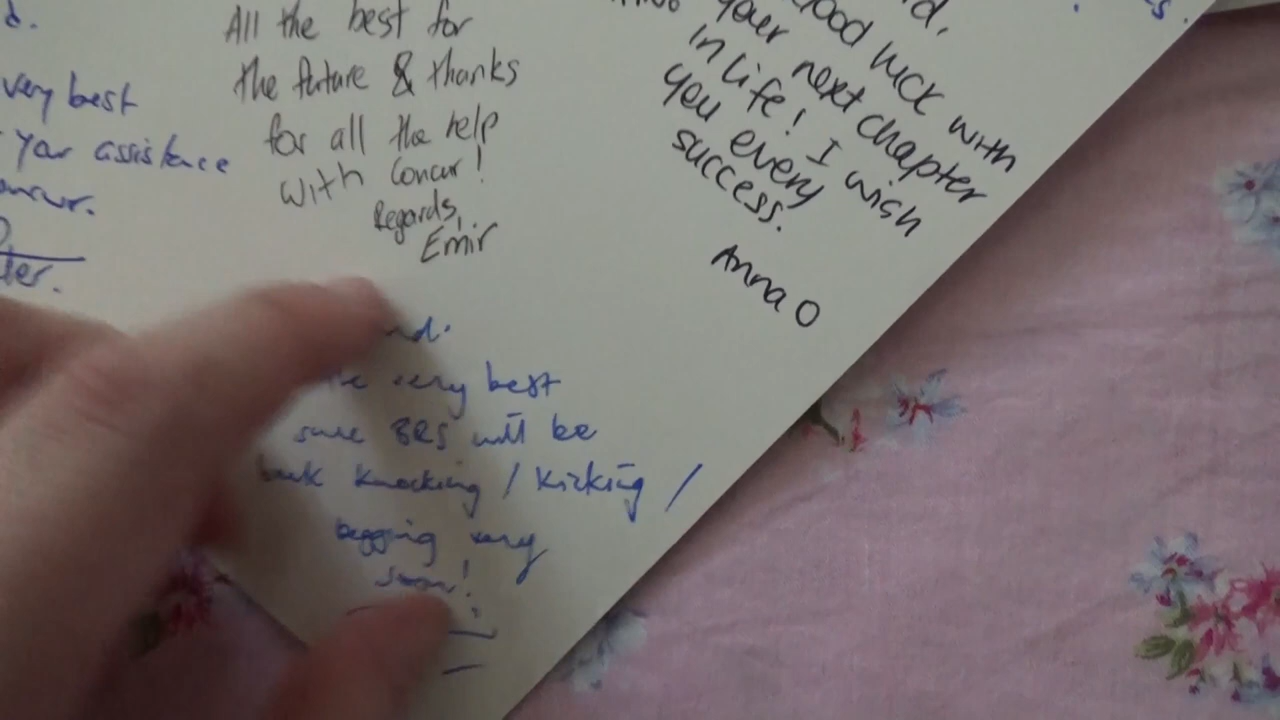 d.
very best
your assistance
All the best for
the future & thanks
for all the help
with Concur!
Regards,
Emir
Good luck with
your next chapter
in life! I wish
you every
success.
Anna O
very best
sure BRS will be
back knocking / kicking /
begging very
soon!